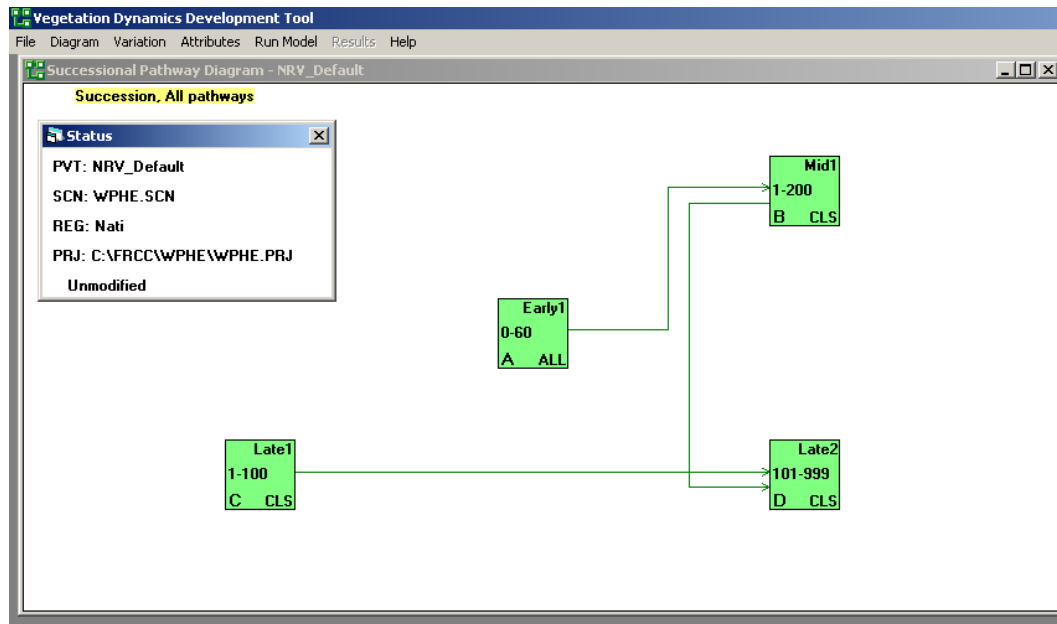 Vegetation Dynamics Development Tool
File Diagram Variation Attributes Run Model Results Help
Successional Pathway Diagram - NRV_Default
Succession, All pathways
Status
PVT: NRV_Default
SCN: WPHE.SCN
REG: Nati
PRJ: C:\FRCC\WPHE\WPHE.PRJ
Unmodified
Mid1
1-200
B CLS
Early1
0-60
A ALL
Late1
1-100
C CLS
Late2
101-999
D CLS